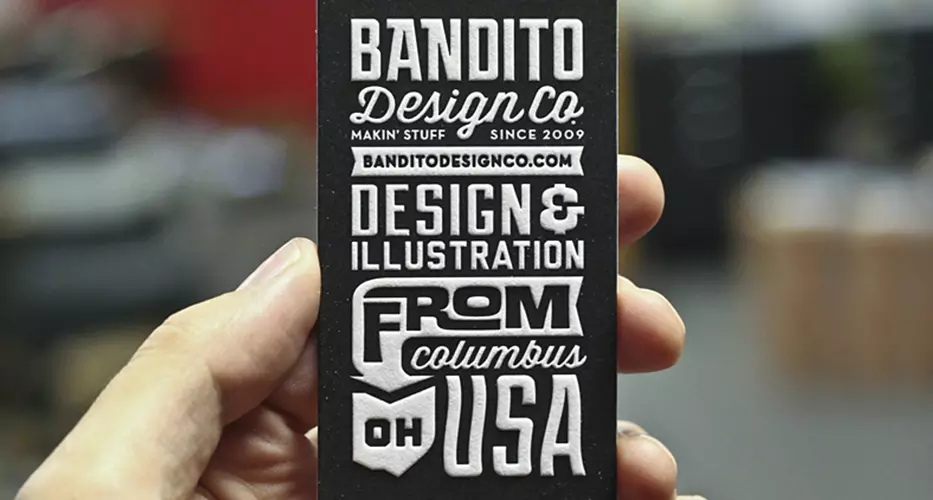 BANDITO
Design Co.
MAKIN' STUFF SINCE 2009
BANDITODESIGNCO.COM
DESIGN &
ILLUSTRATION
FROM
columbus
OH USA